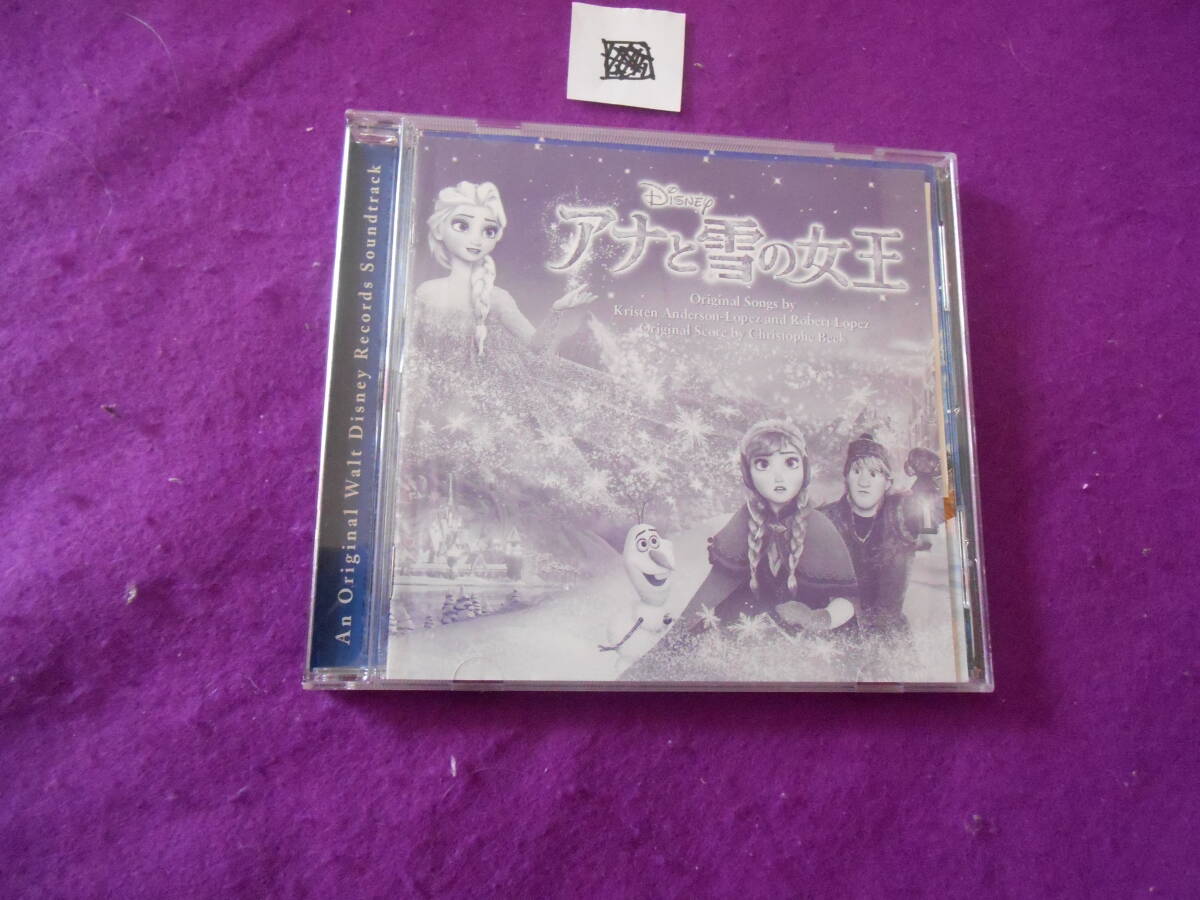 An Original Walt Disney Records Soundtrack
Disney
アナと雪の女王
Original Songs by
Kristen Anderson-Lopez and Robert Lopez
Original Score by Christophe Beck